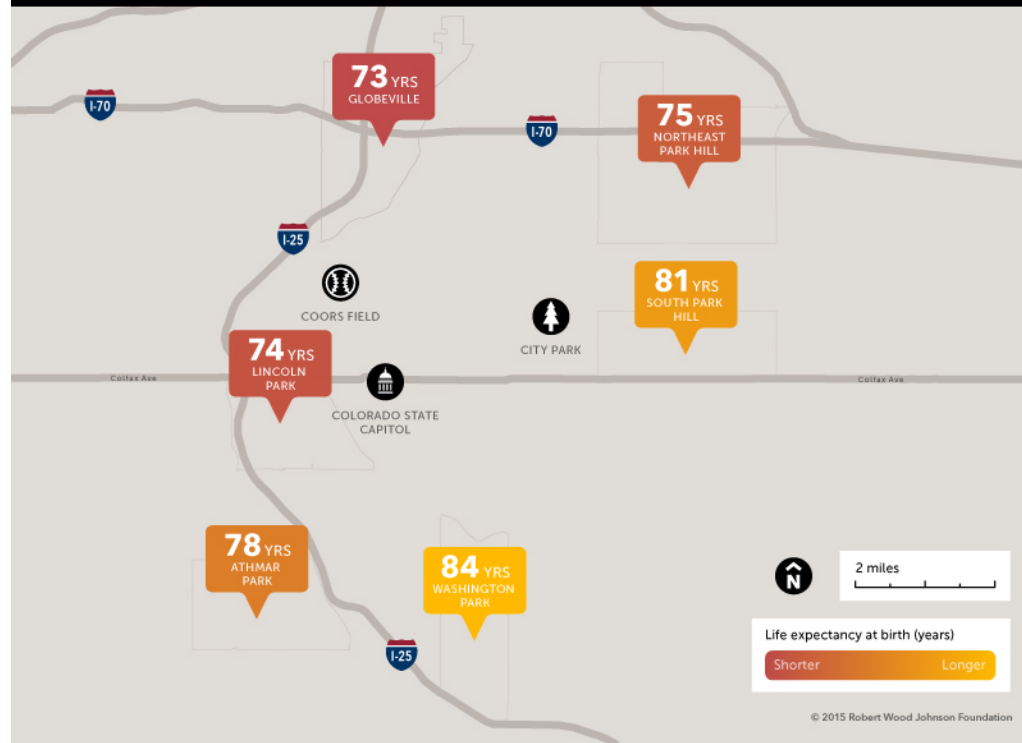 73 YRS
GLOBEVILLE
I-70
I-70
75 YRS
NORTHEAST
PARK HILL
I-25
COORS FIELD
81 YRS
SOUTH PARK
HILL
CITY PARK
74 YRS
LINCOLN
PARK
Colfax Ave
Colfax Ave
COLORADO STATE
CAPITOL
78 YRS
ATHMAR
PARK
84 YRS
WASHINGTON
PARK
I-25
N
2 miles
Life expectancy at birth (years)
Shorter Longer
© 2015 Robert Wood Johnson Foundation